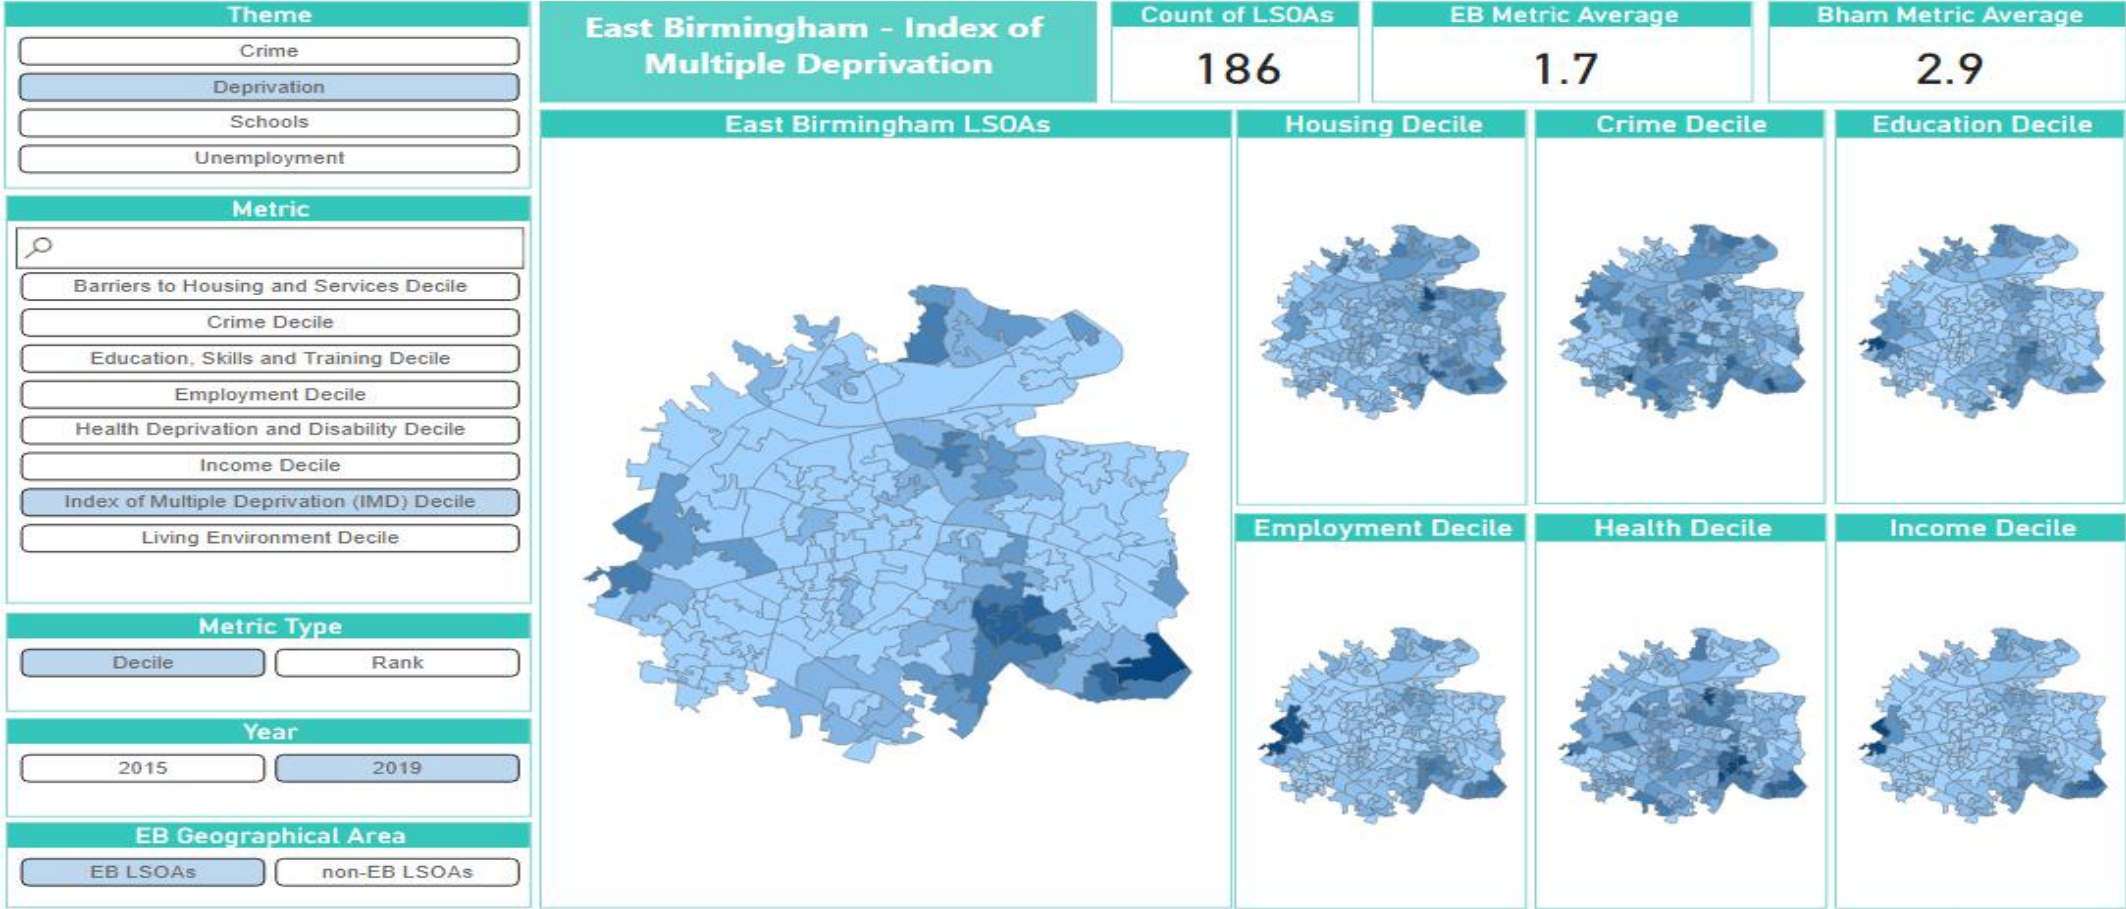 Theme
Crime
Deprivation
Schools
Unemployment
Metric
Barriers to Housing and Services Decile
Crime Decile
Education, Skills and Training Decile
Employment Decile
Health Deprivation and Disability Decile
Income Decile
Index of Multiple Deprivation (IMD) Decile
Living Environment Decile
Metric Type
Decile
Rank
Year
2015
2019
EB Geographical Area
EB LSOAs
non-EB LSOAs
East Birmingham - Index of
Multiple Deprivation
Count of LSOAs
186
EB Metric Average
1.7
Bham Metric Average
2.9
East Birmingham LSOAs
Housing Decile
Crime Decile
Education Decile
Employment Decile
Health Decile
Income Decile